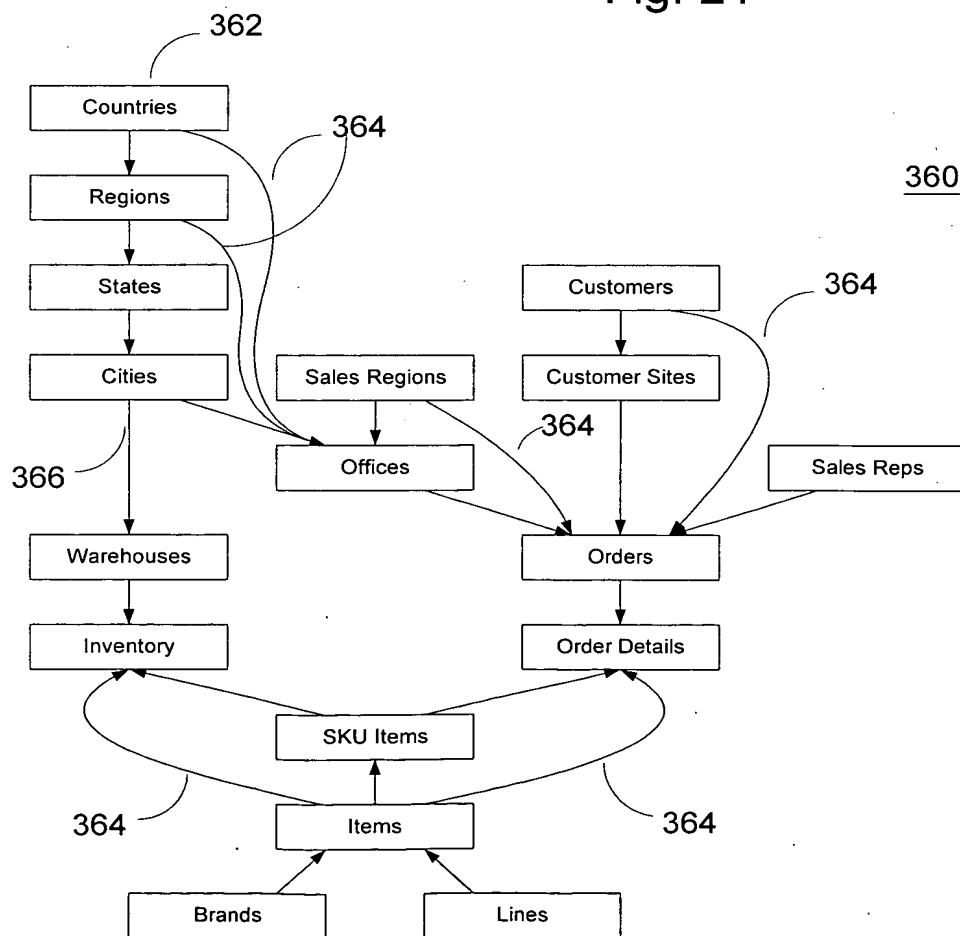 362
Countries
364
360
Regions
States
Customers
364
Cities
Sales Regions
Customer Sites
364
366
Offices
Sales Reps
Warehouses
Orders
Inventory
Order Details
SKU Items
364
364
Items
Brands
Lines